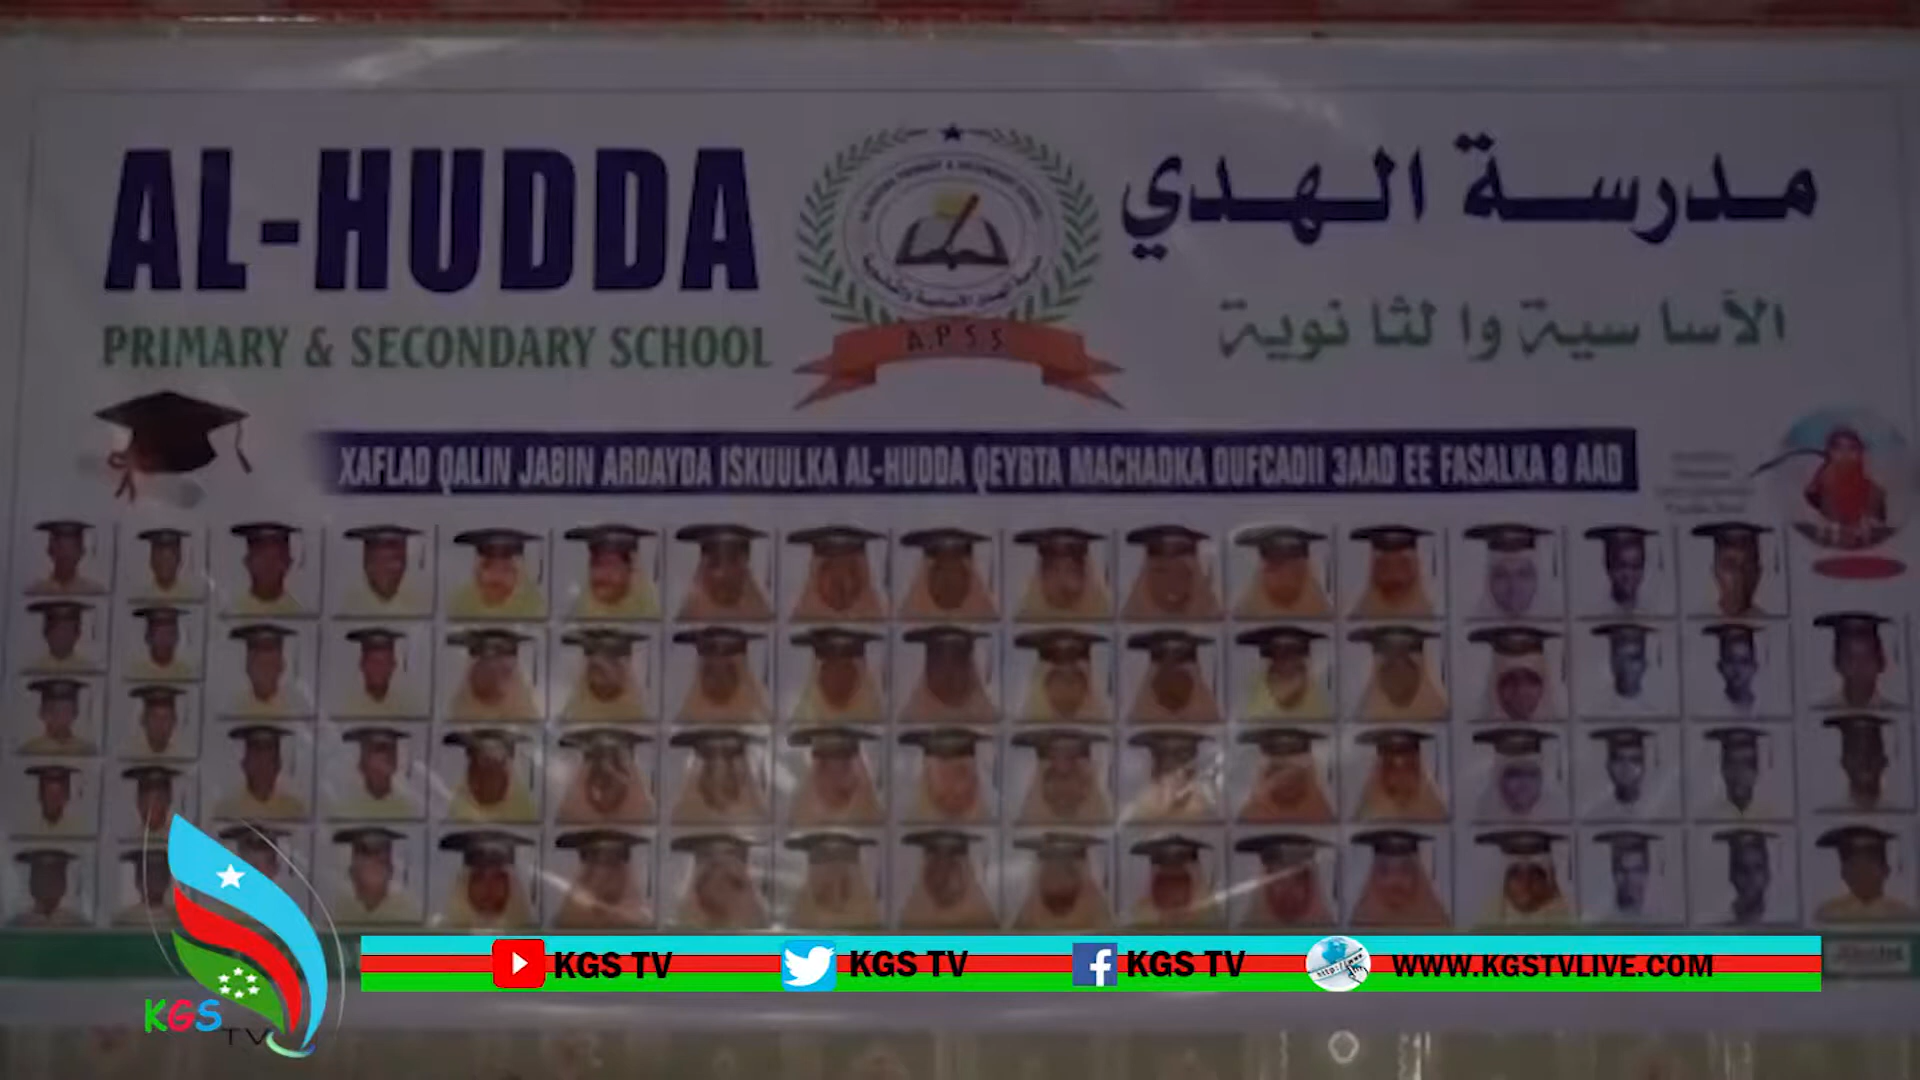 AL-HUDDA
PRIMARY & SECONDARY SCHOOL
A.P.S.S
مدرسة الهدي
الأساسية والثانوية
XAFLAD QALIN JABIN ARDAYDA ISKUULKA AL-HUDDA QEYBTA MACHADKA DUFCADII 3AAD EE FASALKA 8 AAD
KGS TV
KGS TV
KGS TV
KGS TV
WWW.KGSTVLIVE.COM